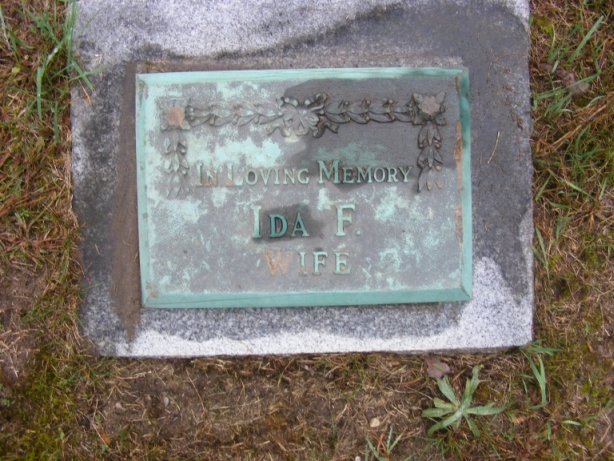 In Loving Memory
Ida F.
Wife